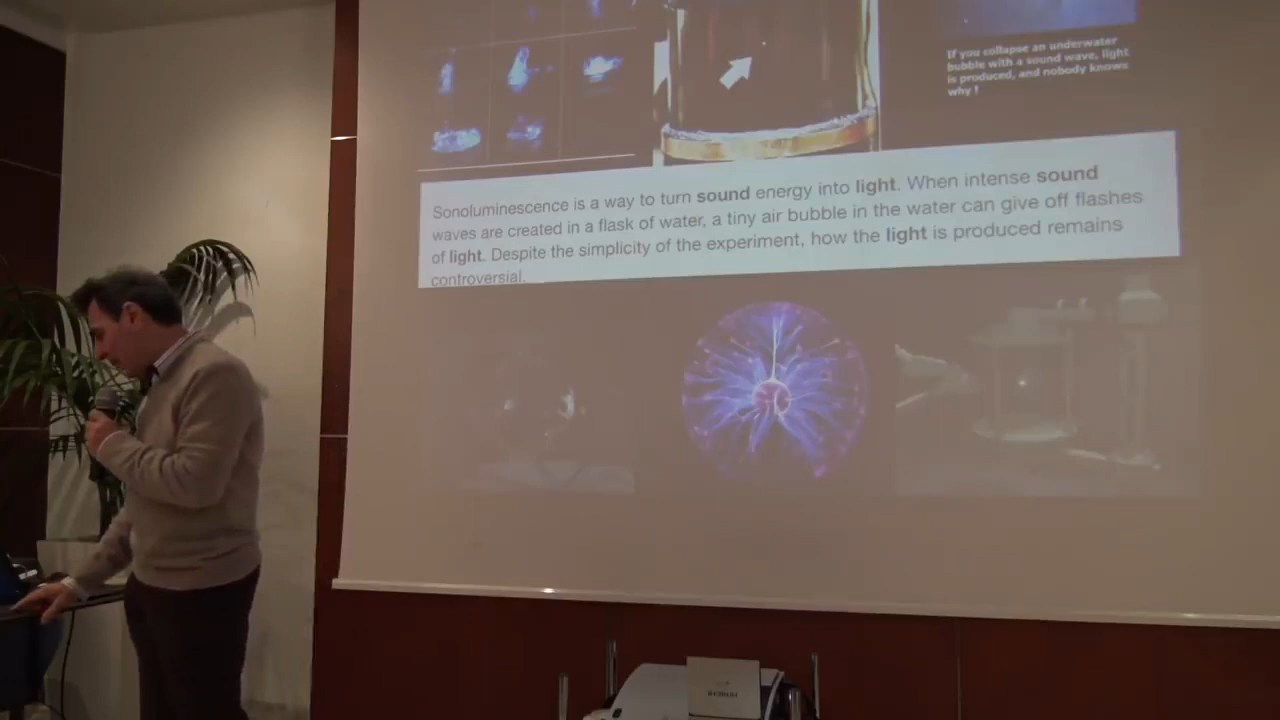 If you collapse an underwater
bubble with a sound wave, light
is produced, and nobody knows
why !
Sonoluminescence is a way to turn sound energy into light. When intense sound
waves are created in a flask of water, a tiny air bubble in the water can give off flashes
of light. Despite the simplicity of the experiment, how the light is produced remains
controversial.